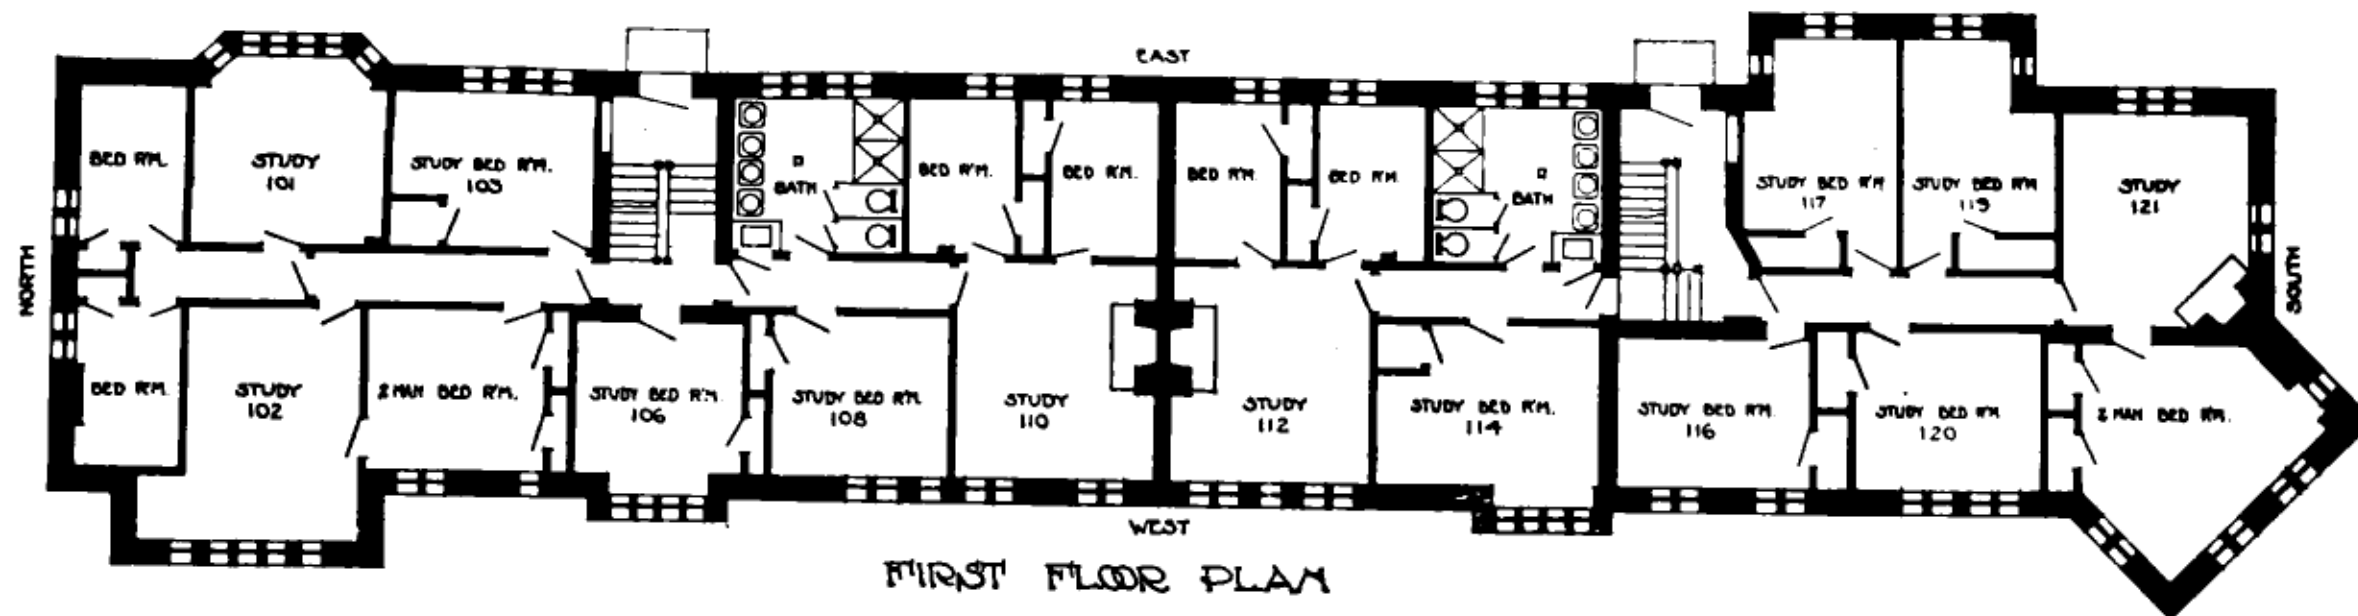 EAST
BED R'M.
STUDY
101
STUDY BED R'M.
103
BATH
BED R'M.
BED R'M.
BED R'M.
BED R'M
BATH
STUDY BED R'M
117
STUDY BED R'M
119
STUDY
121
NORTH
SOUTH
BED R'M.
STUDY
102
2 MAN BED R'M.
STUDY BED R'M.
106
STUDY BED R'M.
108
STUDY
110
STUDY
112
STUDY BED R'M.
114
STUDY BED R'M.
116
STUDY BED R'M
120
2 MAN BED R'M.
WEST
FIRST FLOOR PLAN